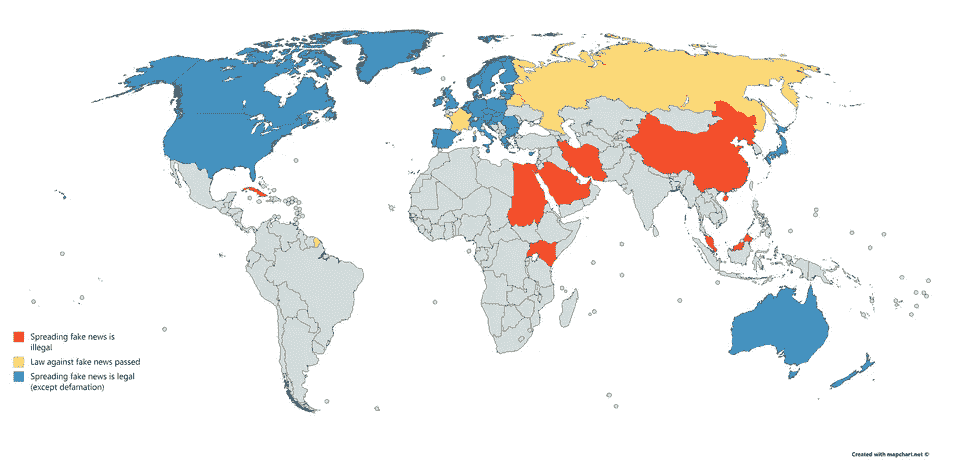 Spreading fake news is
illegal
Law against fake news passed
Spreading fake news is legal
(except defamation)
Created with mapchart.net ©